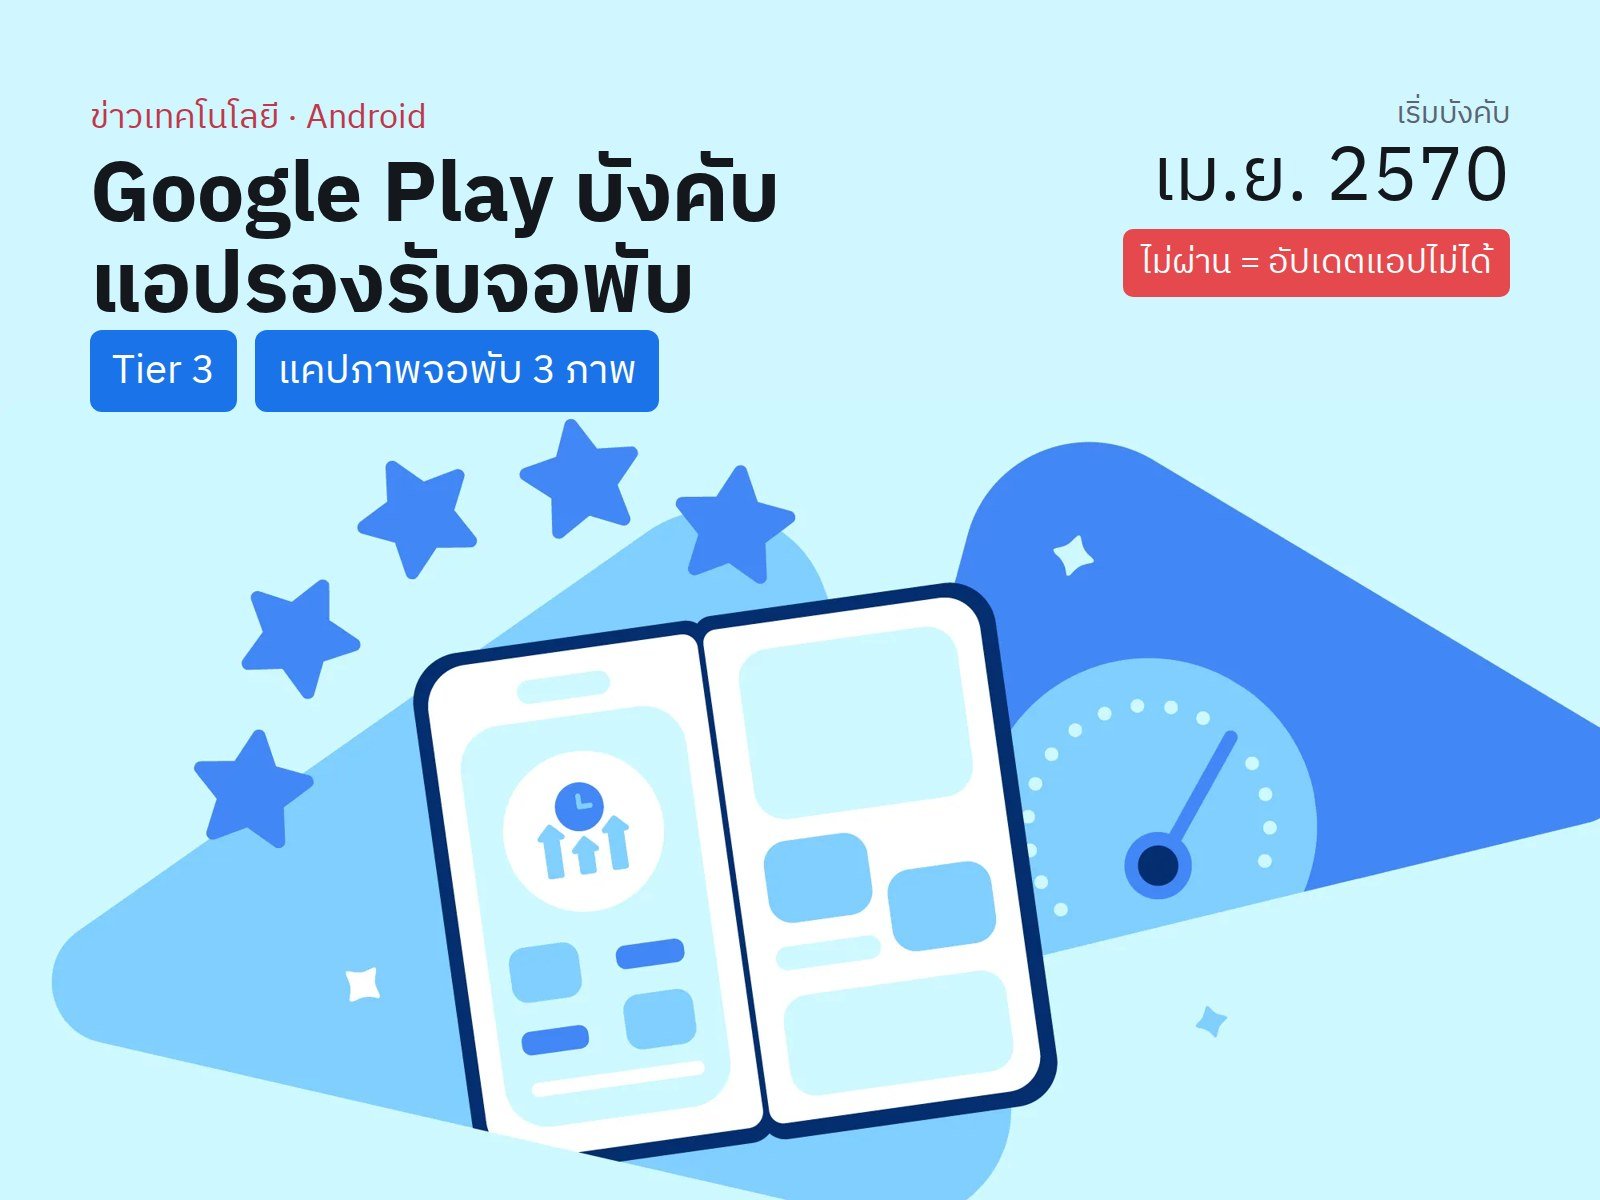 ข่าวเทคโนโลยี · Android
Google Play บังคับ
แอปรองรับจอพับ
Tier 3
แคปภาพจอพับ 3 ภาพ
เริ่มบังคับ
เม.ย. 2570
ไม่ผ่าน = อัปเดตแอปไม่ได้